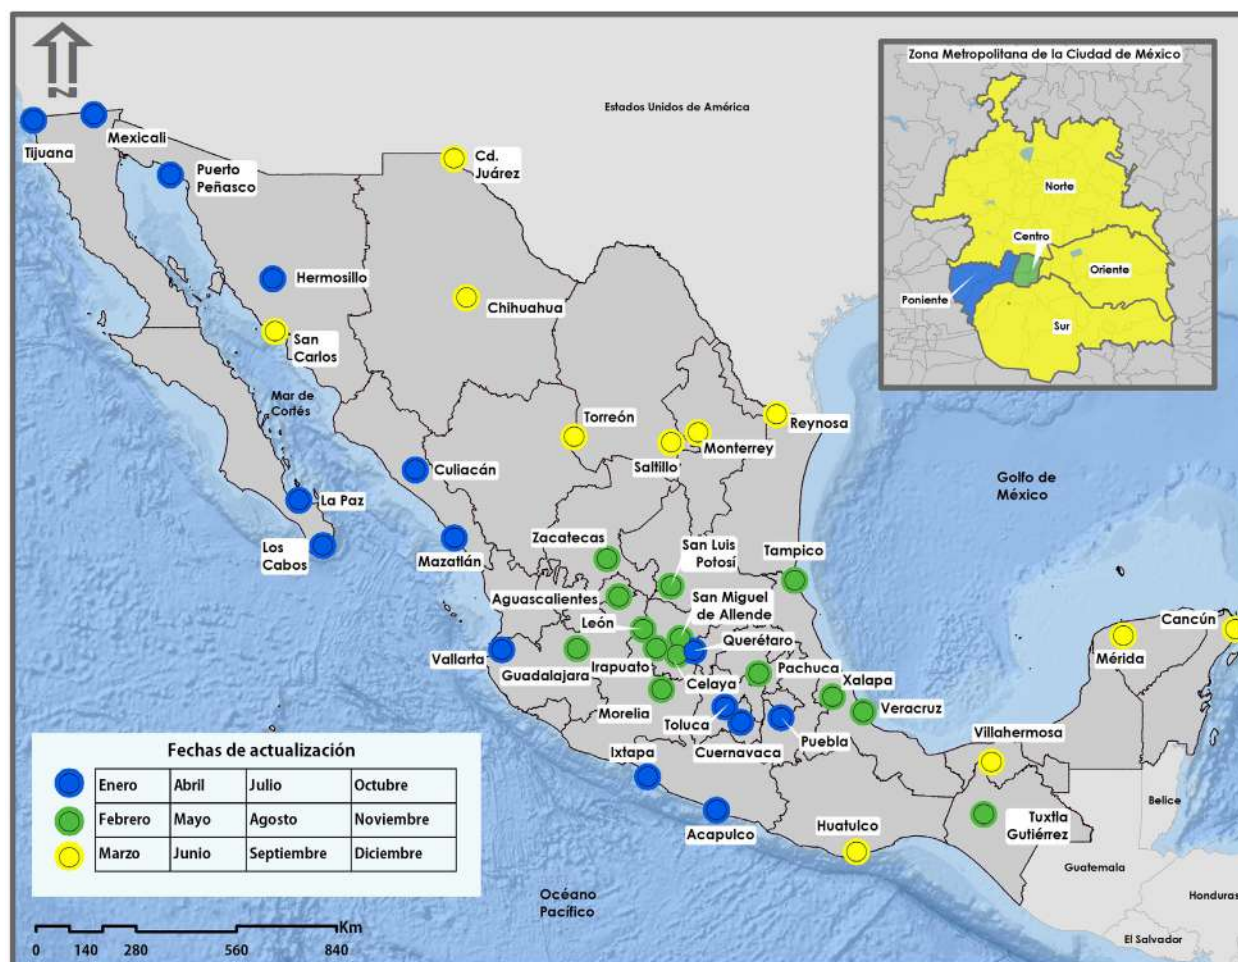 N
Zona Metropolitana de la Ciudad de México
Norte
Centro
Oriente
Poniente
Sur
Estados Unidos de América
Tijuana
Mexicali
Puerto
Peñasco
Cd.
Juárez
Hermosillo
Chihuahua
San
Carlos
Mar de
Cortés
Torreón
Reynosa
Monterrey
Saltillo
Culiacán
Golfo de
México
La Paz
Los
Cabos
Mazatlán
Zacatecas
San Luis
Potosí
Tampico
Aguascalientes
San Miguel
de Allende
León
Querétaro
Cancún
Mérida
Vallarta
Guadalajara
Irapuato
Celaya
Pachuca
Xalapa
Morelia
Veracruz
Toluca
Cuernavaca
Puebla
Villahermosa
Ixtapa
Acapulco
Huatulco
Tuxtla
Gutiérrez
Belice
Guatemala
Honduras
El Salvador
Océano
Pacífico
Fechas de actualización
Enero Abril Julio Octubre
Febrero Mayo Agosto Noviembre
Marzo Junio Septiembre Diciembre
Km
0 140 280 560 840